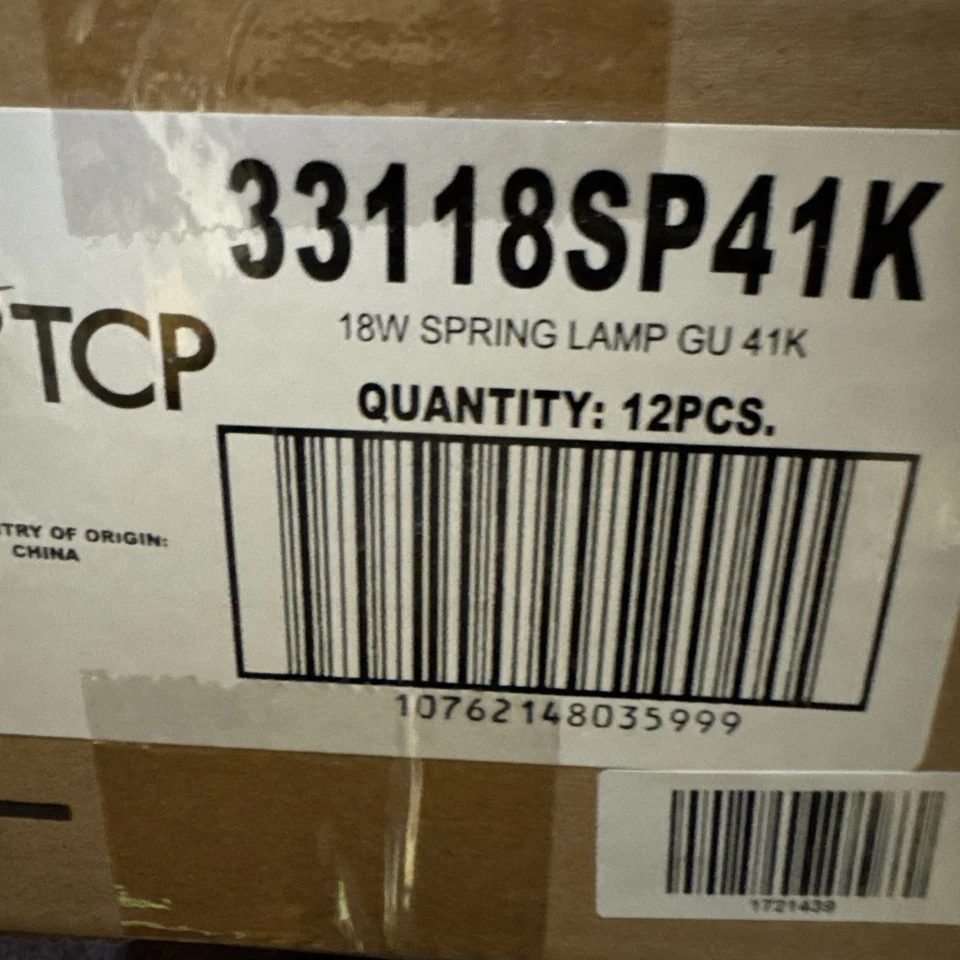 33118SP41K
TCP
18W SPRING LAMP GU 41K
QUANTITY: 12PCS.
TRY OF ORIGIN:
CHINA
10762148035999
1721439